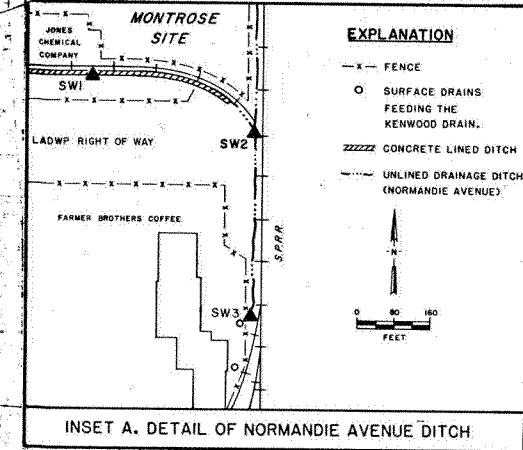 MONTROSE
SITE
JONES
CHEMICAL
COMPANY
SW1
SW2
LADWP RIGHT OF WAY
FARMER BROTHERS COFFEE
S.P.R.R.
SW3
EXPLANATION
FENCE
SURFACE DRAINS
FEEDING THE
KENWOOD DRAIN.
CONCRETE LINED DITCH
UNLINED DRAINAGE DITCH
(NORMANDIE AVENUE)
N
0 80 160
FEET
INSET A. DETAIL OF NORMANDIE AVENUE DITCH